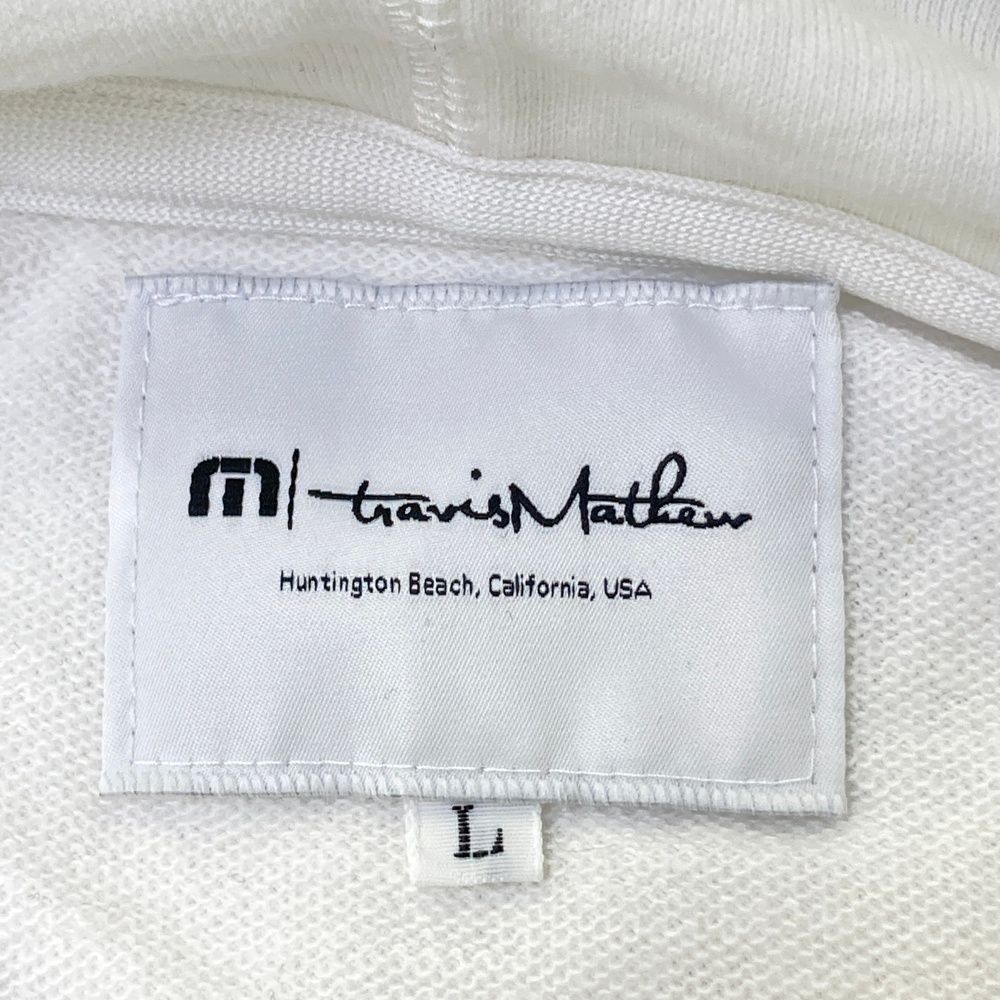 travisMathew
Huntington Beach, California, USA
L